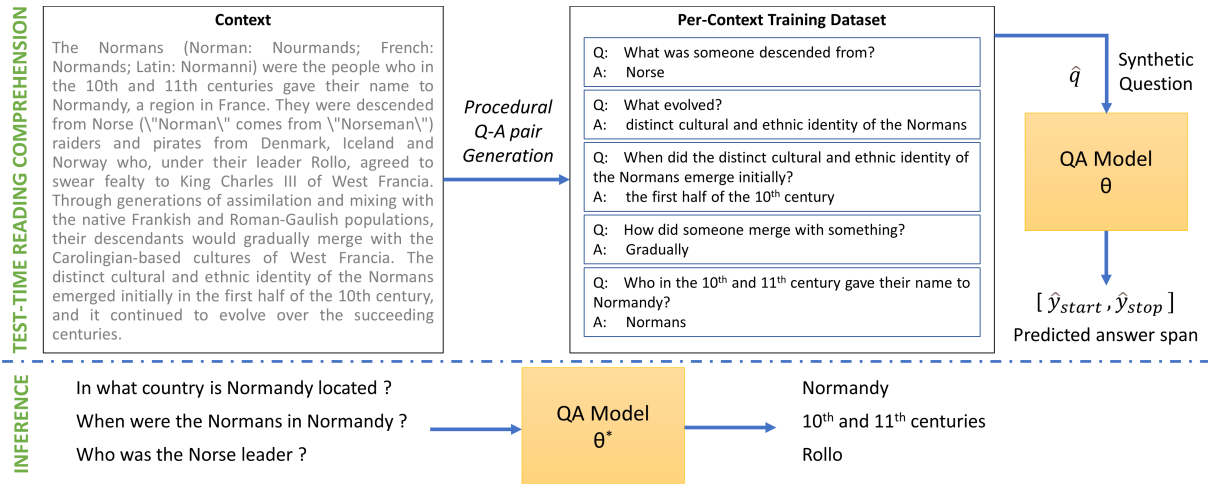 TEST-TIME READING COMPREHENSION
Context
The Normans (Norman: Nourmands; French:
Normands; Latin: Normanni) were the people who in
the 10th and 11th centuries gave their name to
Normandy, a region in France. They were descended
from Norse (\"Norman\" comes from \"Norseman\")
raiders and pirates from Denmark, Iceland and
Norway who, under their leader Rollo, agreed to
swear fealty to King Charles III of West Francia.
Through generations of assimilation and mixing with
the native Frankish and Roman-Gaulish populations,
their descendants would gradually merge with the
Carolingian-based cultures of West Francia. The
distinct cultural and ethnic identity of the Normans
emerged initially in the first half of the 10th century,
and it continued to evolve over the succeeding
centuries.
Procedural
Q-A pair
Generation
Per-Context Training Dataset
Q: What was someone descended from?
A: Norse
Q: What evolved?
A: distinct cultural and ethnic identity of the Normans
Q: When did the distinct cultural and ethnic identity of
the Normans emerge initially?
A: the first half of the 10th century
Q: How did someone merge with something?
A: Gradually
Q: Who in the 10th and 11th century gave their name to
Normandy?
A: Normans
q̂
Synthetic
Question
QA Model
θ
[ ŷstart , ŷstop ]
Predicted answer span
INFERENCE
In what country is Normandy located ?
When were the Normans in Normandy ?
Who was the Norse leader ?
QA Model
θ*
Normandy
10th and 11th centuries
Rollo